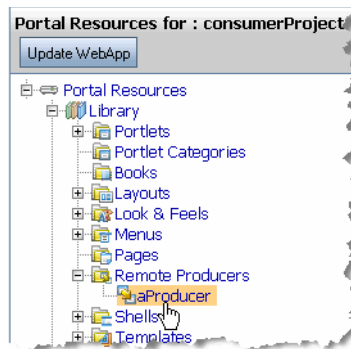 Portal Resources for : consumerProject
Update WebApp
Portal Resources
Library
Portlets
Portlet Categories
Books
Layouts
Look & Feels
Menus
Pages
Remote Producers
aProducer
Shells
Templates